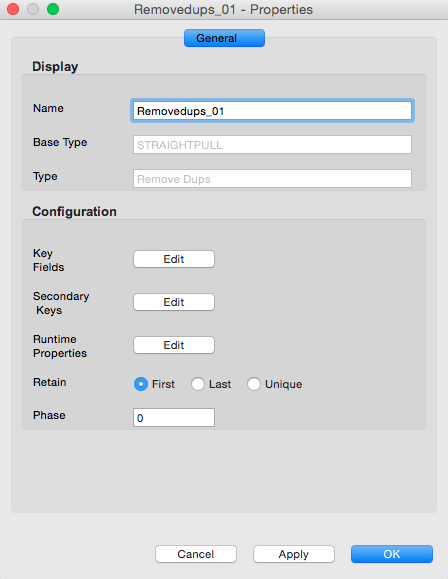 Removedups_01 - Properties
General
Display
Name
Removedups_01
Base Type
STRAIGHTPULL
Type
Remove Dups
Configuration
Key
Fields
Edit
Secondary
Keys
Edit
Runtime
Properties
Edit
Retain
First
Last
Unique
Phase
0
Cancel
Apply
OK